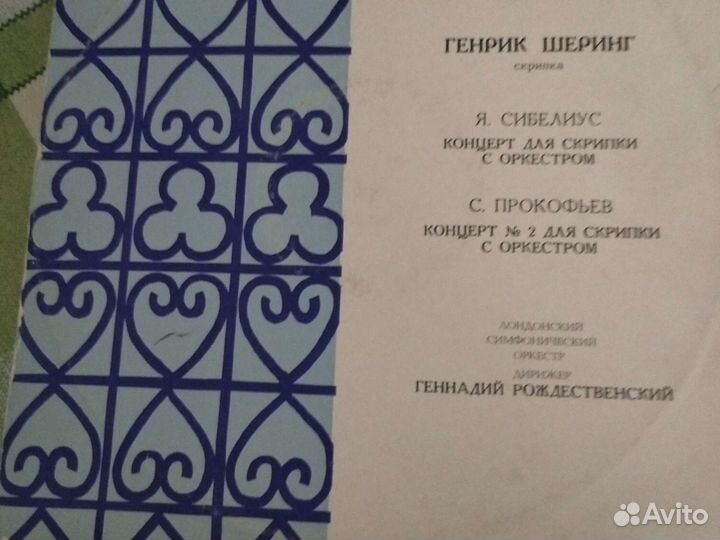 ГЕНРИК ШЕРИНГ
скрипка
Я. СИБЕЛИУС
КОНЦЕРТ ДЛЯ СКРИПКИ
С ОРКЕСТРОМ
С. ПРОКОФЬЕВ
КОНЦЕРТ № 2 ДЛЯ СКРИПКИ
С ОРКЕСТРОМ
ЛОНДОНСКИЙ
СИМФОНИЧЕСКИЙ
ОРКЕСТР
ДИРИЖЕР
ГЕННАДИЙ РОЖДЕСТВЕНСКИЙ
Avito